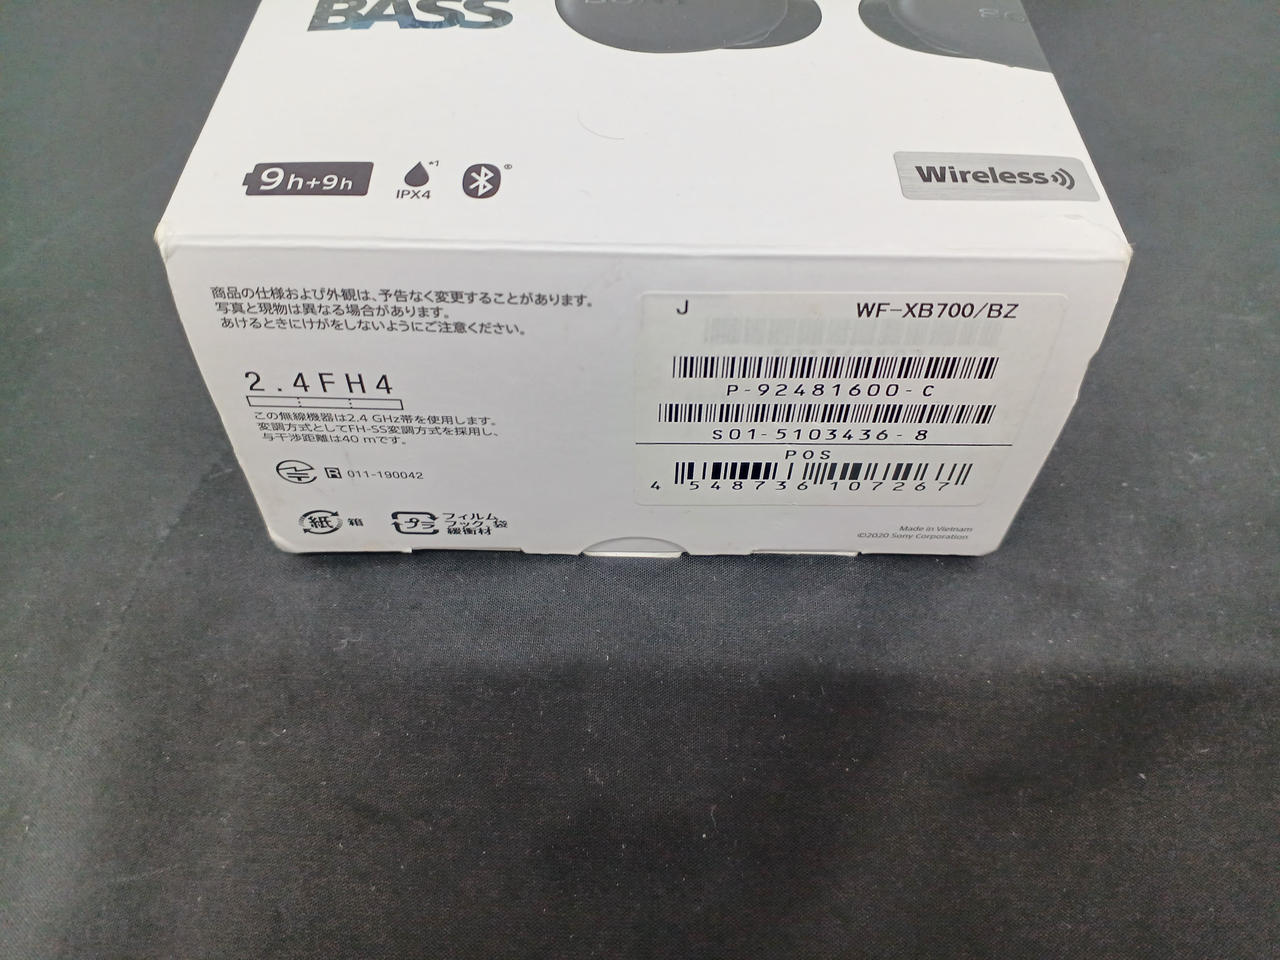 BASS
SONY
9h+9h
*1
IPX4
Wireless
商品の仕様および外観は、予告なく変更することがあります。
写真と現物は異なる場合があります。
あけるときにけがをしないようにご注意ください。
2.4FH4
この無線機器は2.4 GHz帯を使用します。
変調方式としてFH-SS変調方式を採用し、
与干渉距離は40 mです。
R 011-190042
紙 箱
プラ フィルム
フック,袋
緩衝材
J WF-XB700/BZ
P-92481600-C
S01-5103436-8
POS
4 548736 107267
Made in Vietnam
©2020 Sony Corporation